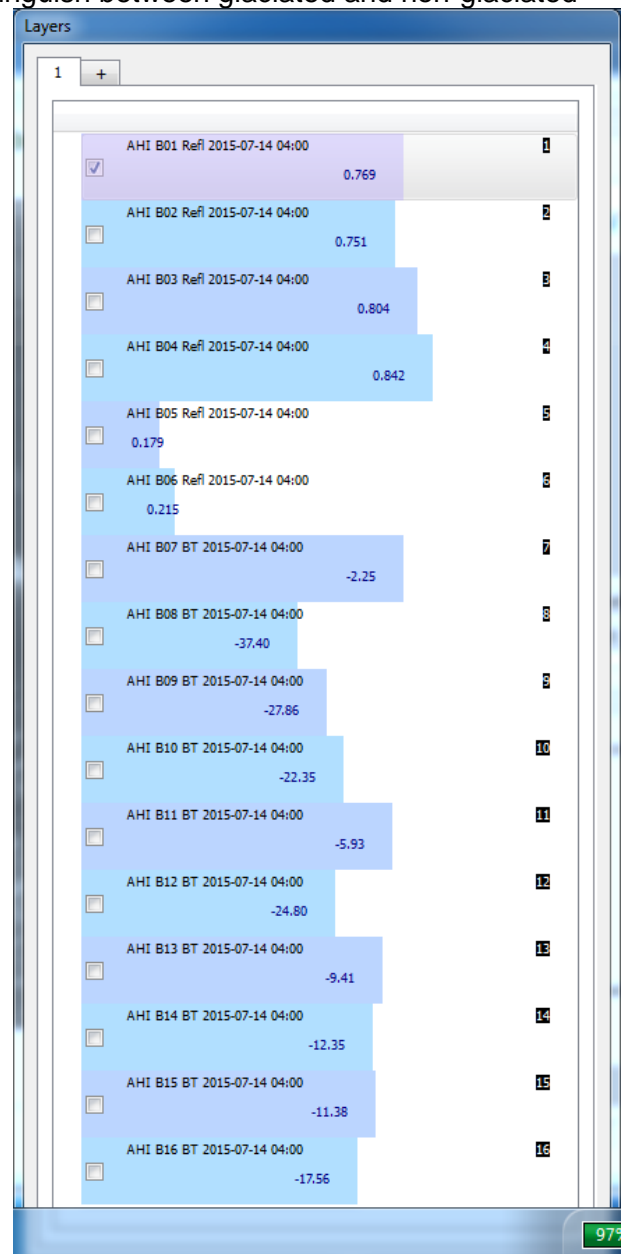 between glaciated and non-glaciated
Layers
1 +
AHI B01 Refl 2015-07-14 04:00 1
0.769
AHI B02 Refl 2015-07-14 04:00 2
0.751
AHI B03 Refl 2015-07-14 04:00 3
0.804
AHI B04 Refl 2015-07-14 04:00 4
0.842
AHI B05 Refl 2015-07-14 04:00 5
0.179
AHI B06 Refl 2015-07-14 04:00 6
0.215
AHI B07 BT 2015-07-14 04:00 7
-2.25
AHI B08 BT 2015-07-14 04:00 8
-37.40
AHI B09 BT 2015-07-14 04:00 9
-27.86
AHI B10 BT 2015-07-14 04:00 10
-22.35
AHI B11 BT 2015-07-14 04:00 11
-5.93
AHI B12 BT 2015-07-14 04:00 12
-24.80
AHI B13 BT 2015-07-14 04:00 13
-9.41
AHI B14 BT 2015-07-14 04:00 14
-12.35
AHI B15 BT 2015-07-14 04:00 15
-11.38
AHI B16 BT 2015-07-14 04:00 16
-17.56
97%